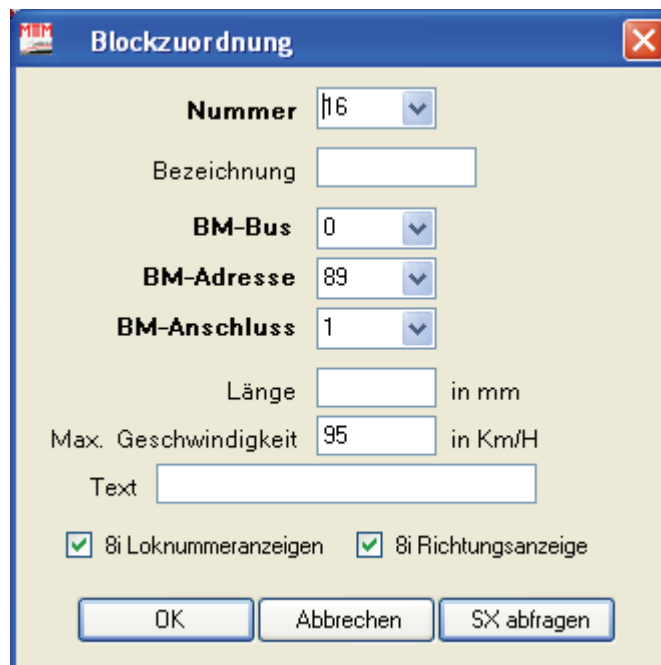 Blockzuordnung
Nummer 16
Bezeichnung
BM-Bus 0
BM-Adresse 89
BM-Anschluss 1
Länge in mm
Max. Geschwindigkeit 95 in Km/H
Text
8i Loknummeranzeigen 8i Richtungsanzeige
OK Abbrechen SX abfragen